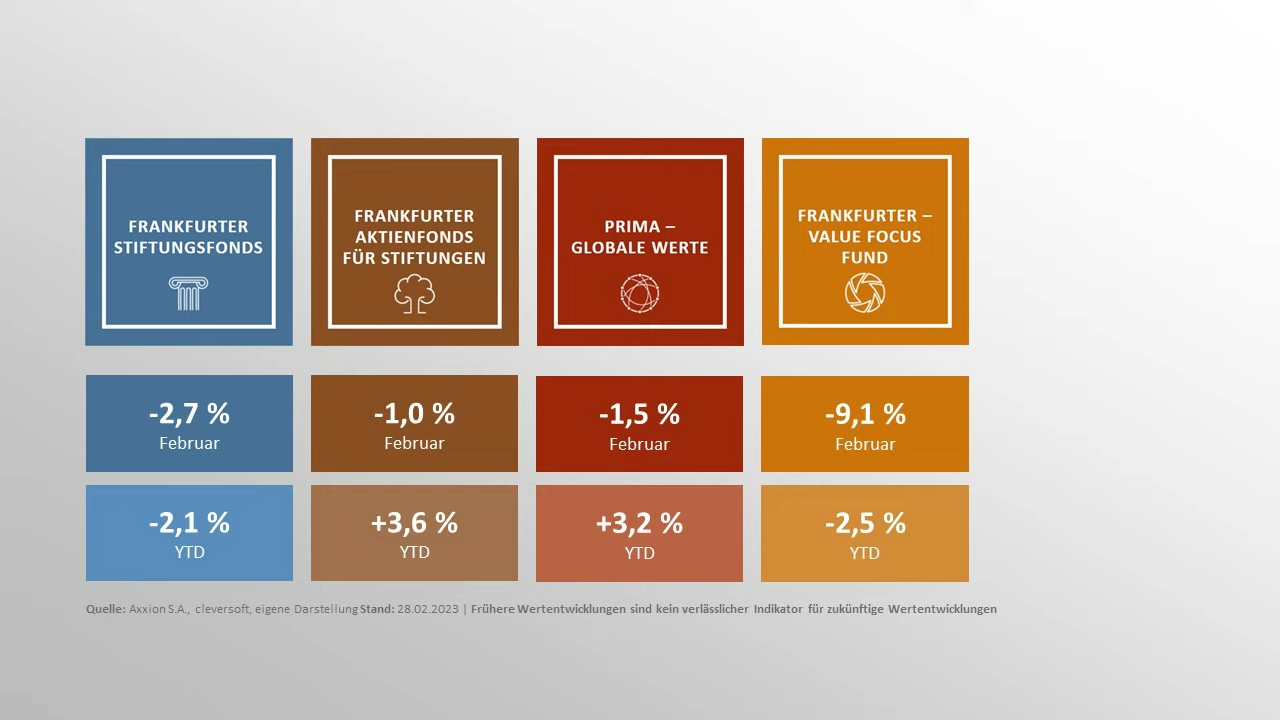 FRANKFURTER
STIFTUNGSFONDS
FRANKFURTER
AKTIENFONDS
FÜR STIFTUNGEN
PRIMA –
GLOBALE WERTE
FRANKFURTER –
VALUE FOCUS
FUND
-2,7 %
Februar
-1,0 %
Februar
-1,5 %
Februar
-9,1 %
Februar
-2,1 %
YTD
+3,6 %
YTD
+3,2 %
YTD
-2,5 %
YTD
Quelle: Axxion S.A., cleversoft, eigene Darstellung Stand: 28.02.2023 | Frühere Wertentwicklungen sind kein verlässlicher Indikator für zukünftige Wertentwicklungen